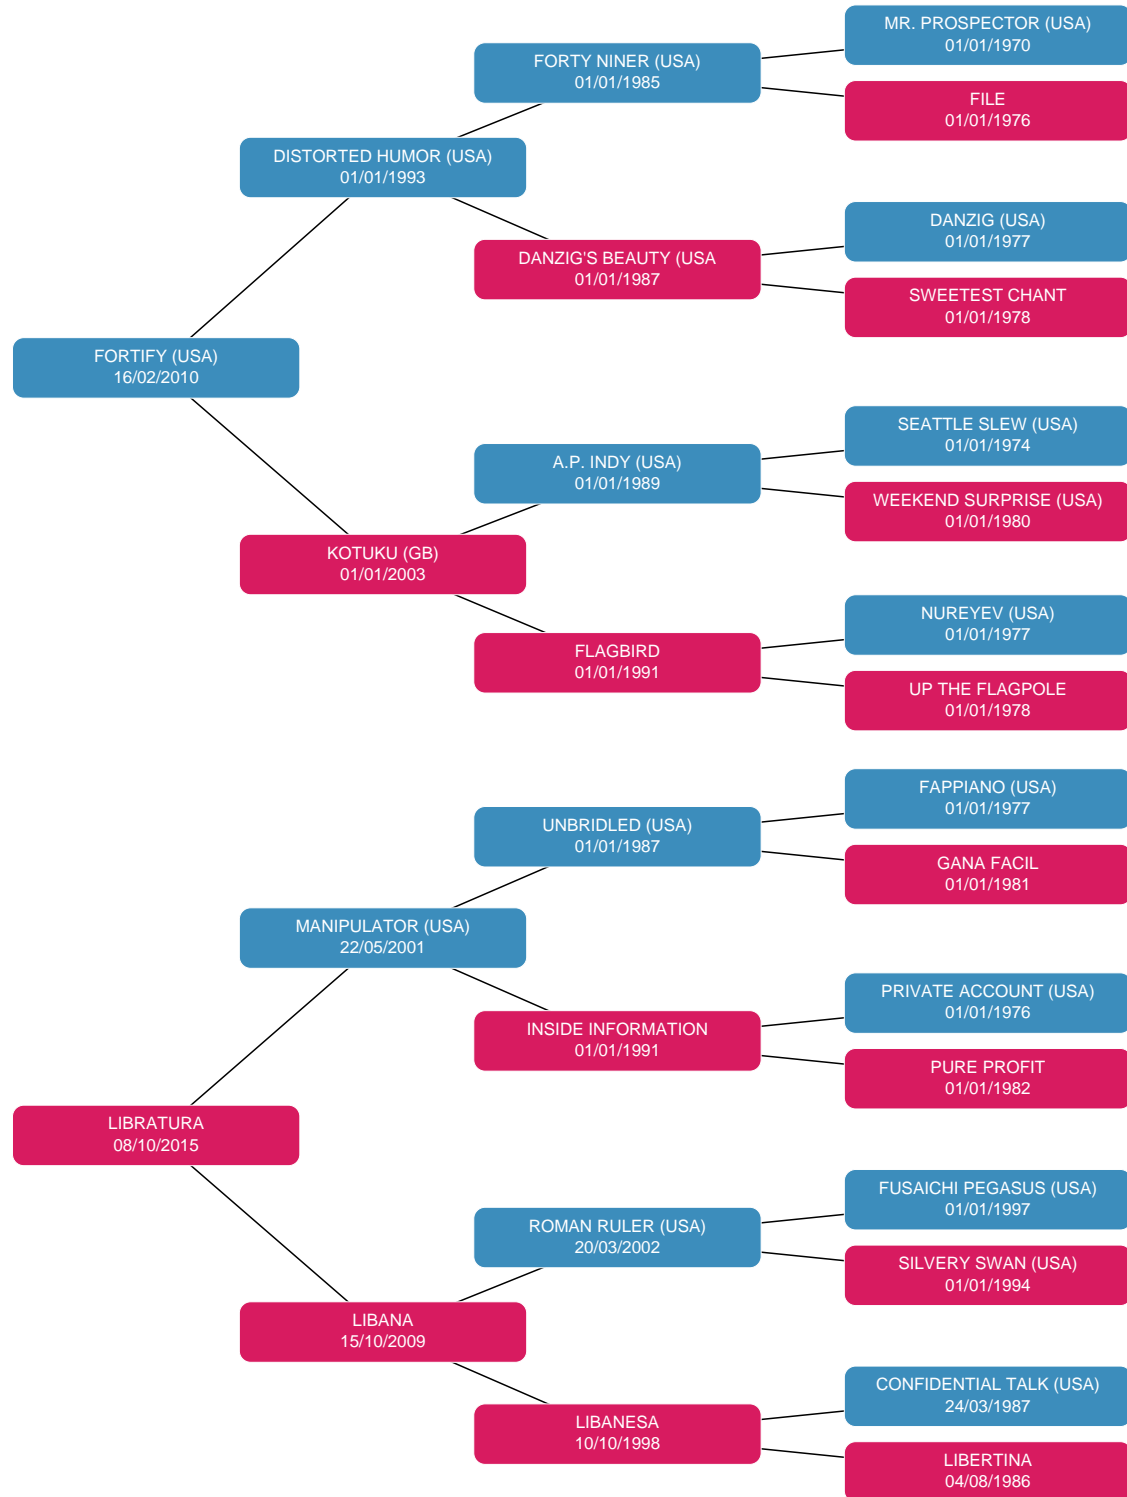 MR. PROSPECTOR (USA)
01/01/1970
FORTY NINER (USA)
01/01/1985
FILE
01/01/1976
DISTORTED HUMOR (USA)
01/01/1993
DANZIG (USA)
01/01/1977
DANZIG'S BEAUTY (USA
01/01/1987
SWEETEST CHANT
01/01/1978
FORTIFY (USA)
16/02/2010
SEATTLE SLEW (USA)
01/01/1974
A.P. INDY (USA)
01/01/1989
WEEKEND SURPRISE (USA)
01/01/1980
KOTUKU (GB)
01/01/2003
NUREYEV (USA)
01/01/1977
FLAGBIRD
01/01/1991
UP THE FLAGPOLE
01/01/1978
FAPPIANO (USA)
01/01/1977
UNBRIDLED (USA)
01/01/1987
GANA FACIL
01/01/1981
MANIPULATOR (USA)
22/05/2001
PRIVATE ACCOUNT (USA)
01/01/1976
INSIDE INFORMATION
01/01/1991
PURE PROFIT
01/01/1982
LIBRATURA
08/10/2015
FUSAICHI PEGASUS (USA)
01/01/1997
ROMAN RULER (USA)
20/03/2002
SILVERY SWAN (USA)
01/01/1994
LIBANA
15/10/2009
CONFIDENTIAL TALK (USA)
24/03/1987
LIBANESA
10/10/1998
LIBERTINA
04/08/1986